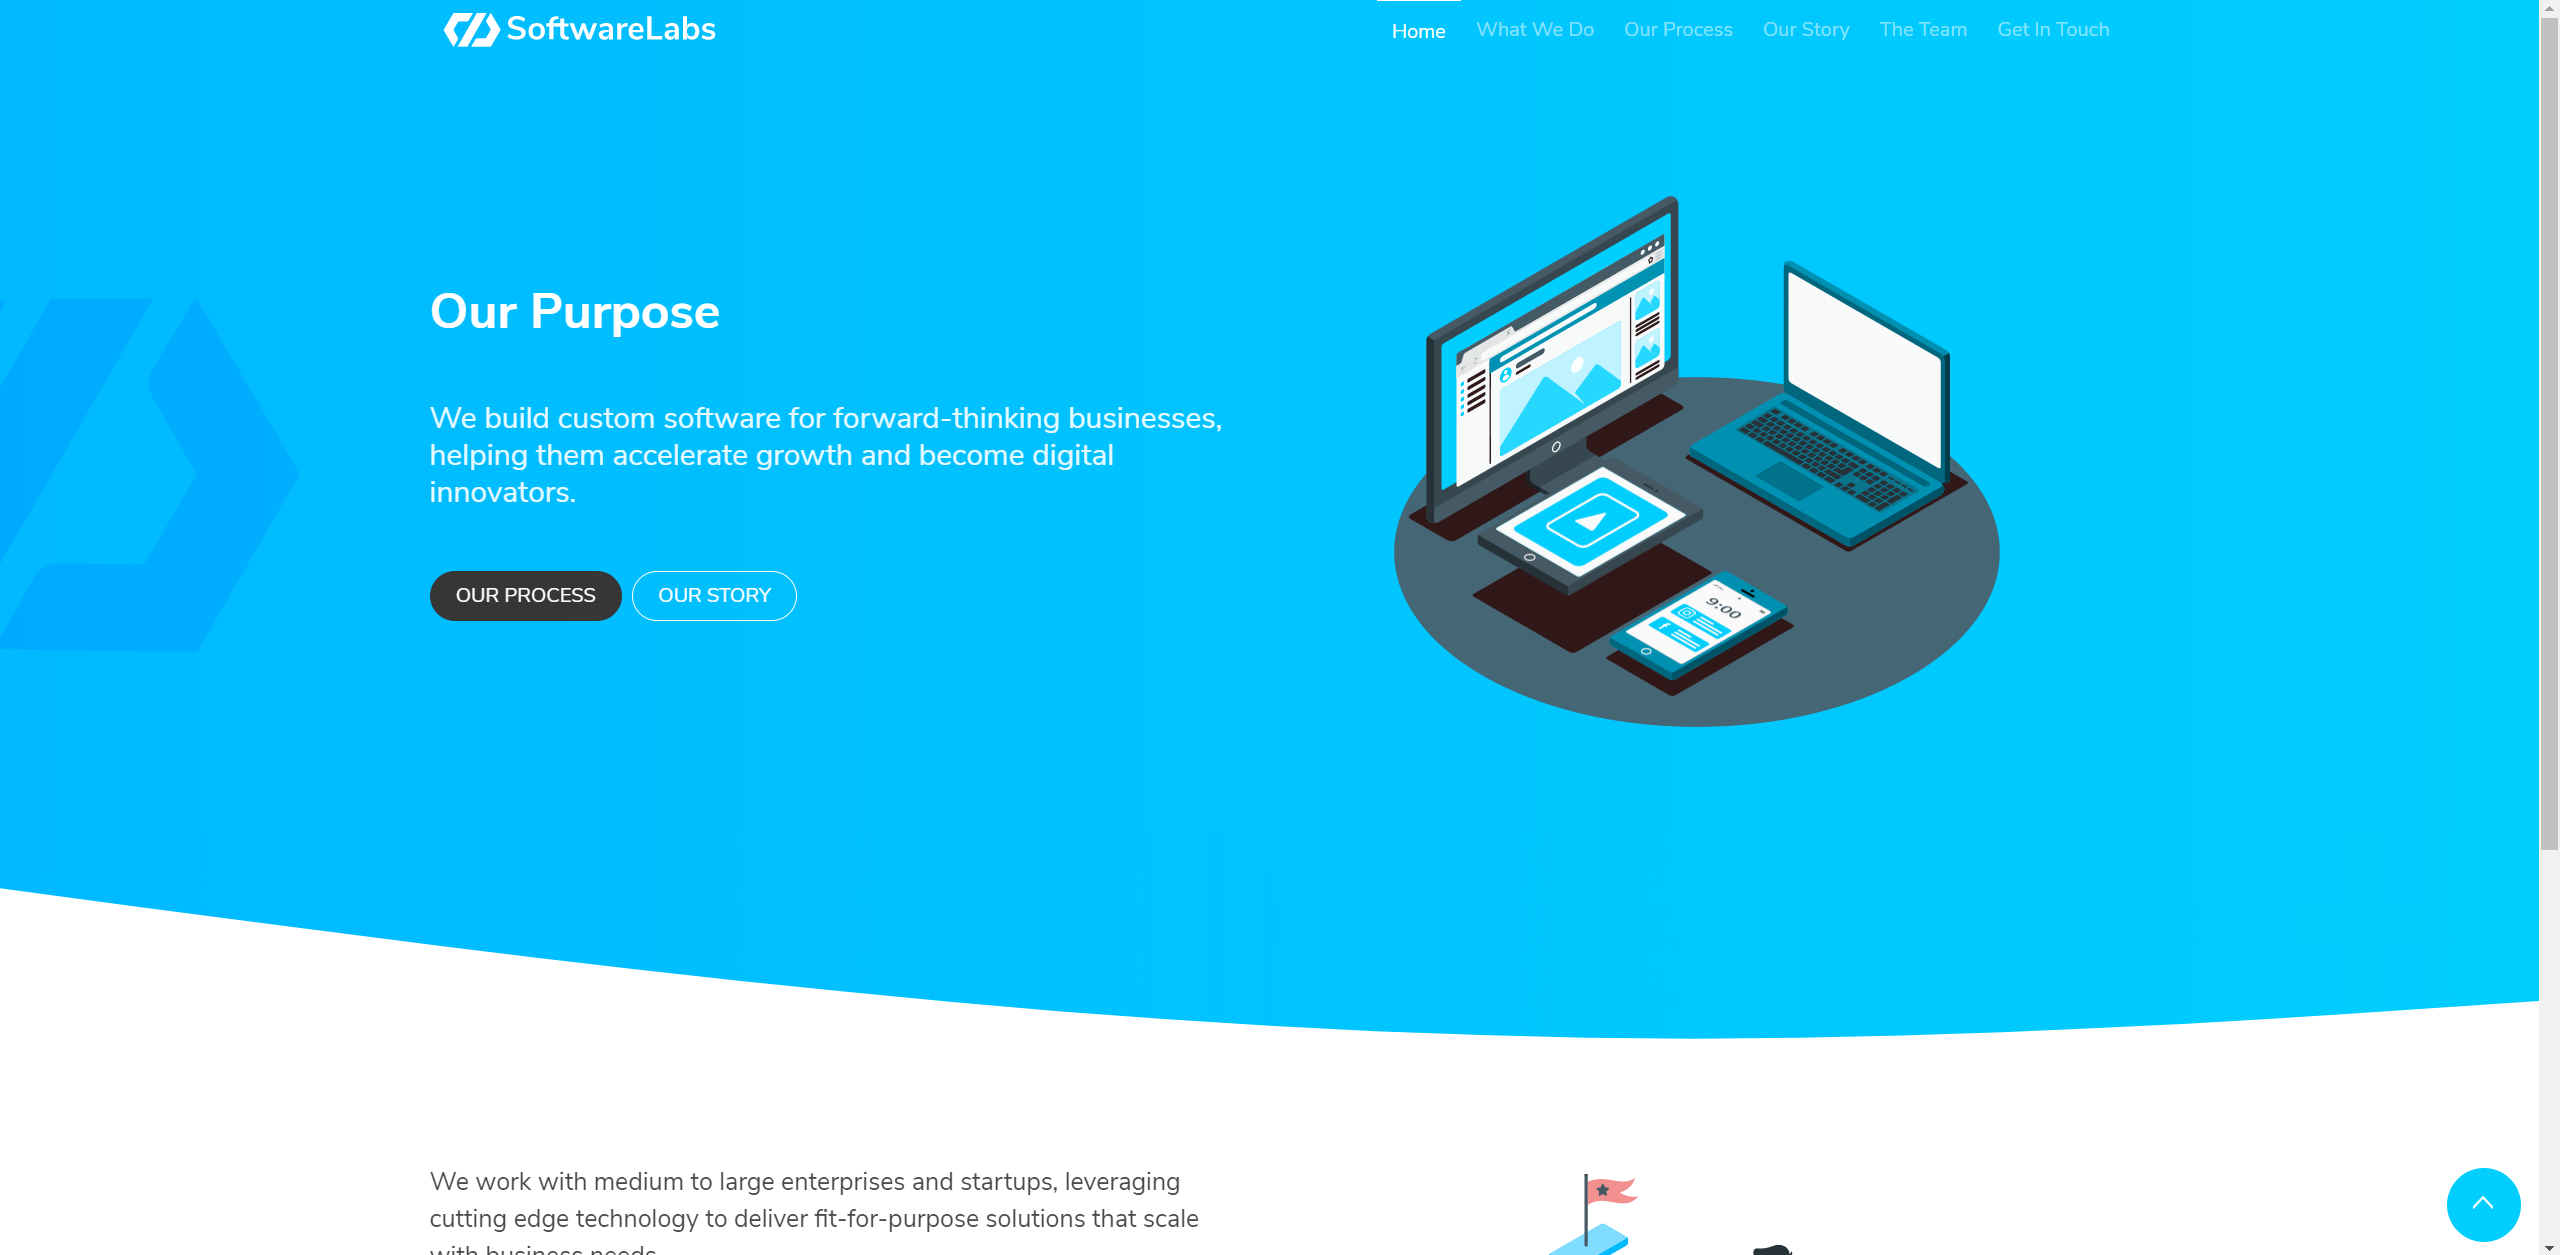 SoftwareLabs
Home What We Do Our Process Our Story The Team Get In Touch
Our Purpose
We build custom software for forward-thinking businesses,
helping them accelerate growth and become digital
innovators.
OUR PROCESS OUR STORY
9:00
We work with medium to large enterprises and startups, leveraging
cutting edge technology to deliver fit-for-purpose solutions that scale
with business needs